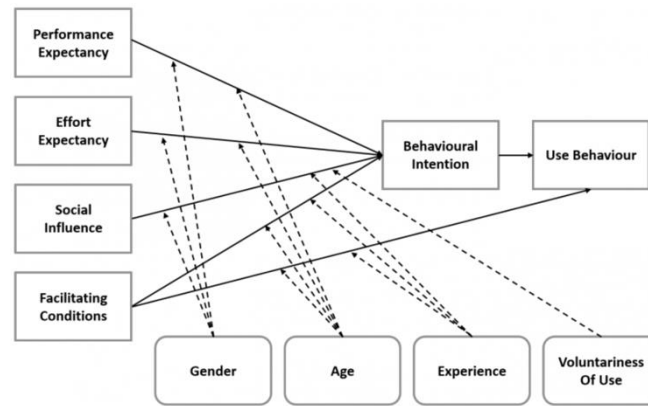 Performance
Expectancy
Effort
Expectancy
Social
Influence
Facilitating
Conditions
Behavioural
Intention
Use Behaviour
Gender
Age
Experience
Voluntariness
Of Use